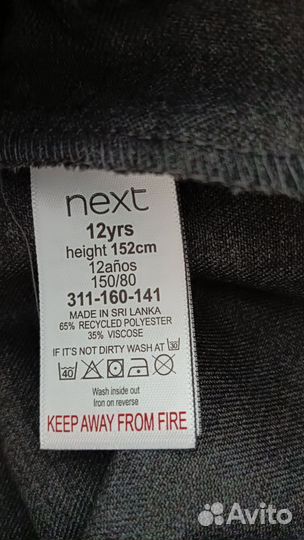 next
12yrs
height 152cm
12años
150/80
311-160-141
MADE IN SRI LANKA
65% RECYCLED POLYESTER
35% VISCOSE
IF IT'S NOT DIRTY WASH AT 30
40
Wash inside out
Iron on reverse
KEEP AWAY FROM FIRE
Avito